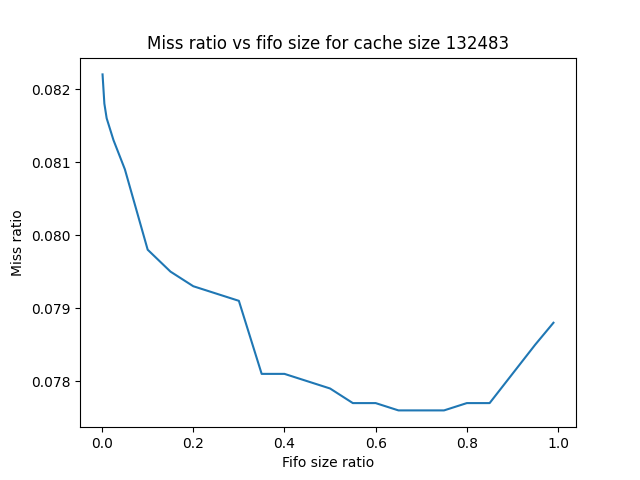 Miss ratio vs fifo size for cache size 132483
0.082
0.081
0.080
0.079
0.078
Miss ratio
0.0 0.2 0.4 0.6 0.8 1.0
Fifo size ratio